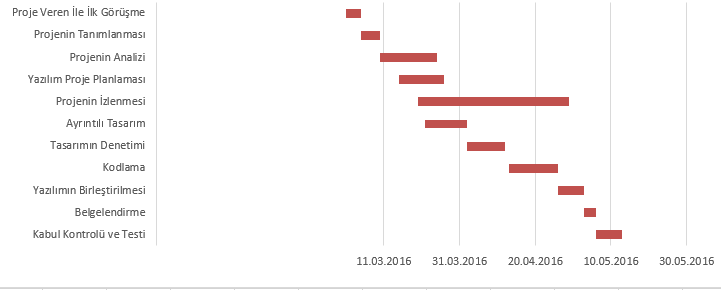 Proje Veren İle İlk Görüşme
Projenin Tanımlanması
Projenin Analizi
Yazılım Proje Planlaması
Projenin İzlenmesi
Ayrıntılı Tasarım
Tasarımın Denetimi
Kodlama
Yazılımın Birleştirilmesi
Belgelendirme
Kabul Kontrolü ve Testi
11.03.2016 31.03.2016 20.04.2016 10.05.2016 30.05.2016